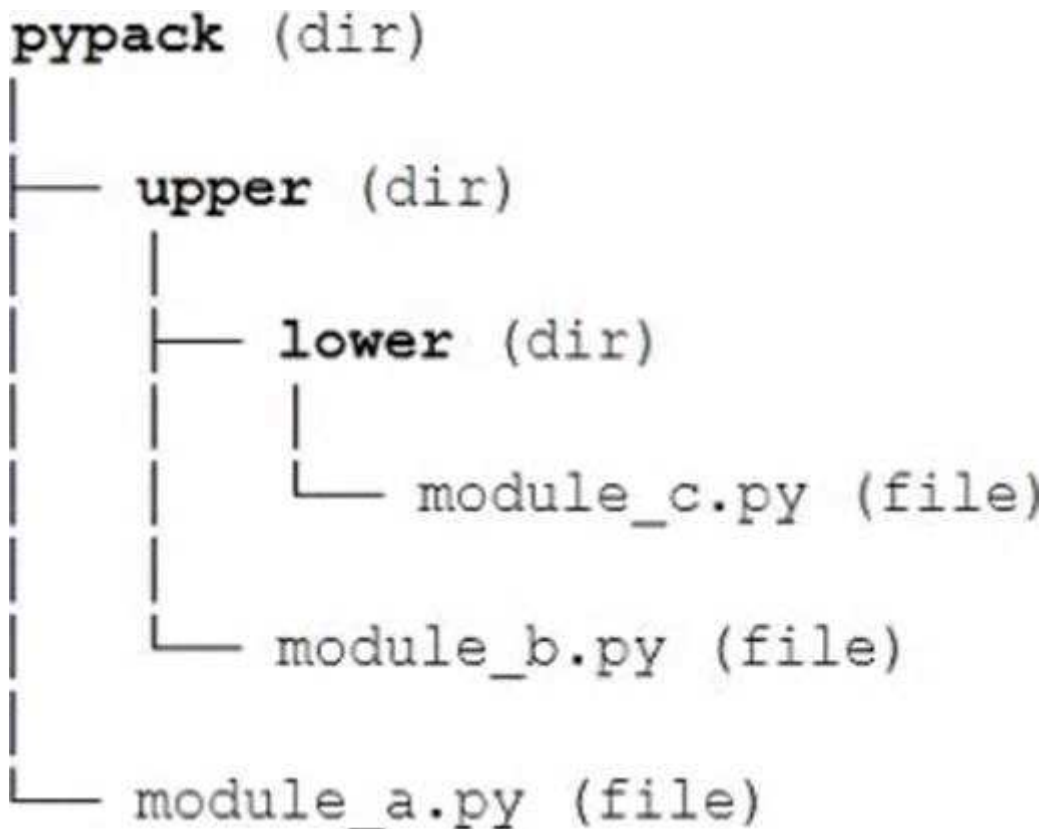 pypack (dir)
upper (dir)
lower (dir)
module_c.py (file)
module_b.py (file)
module_a.py (file)